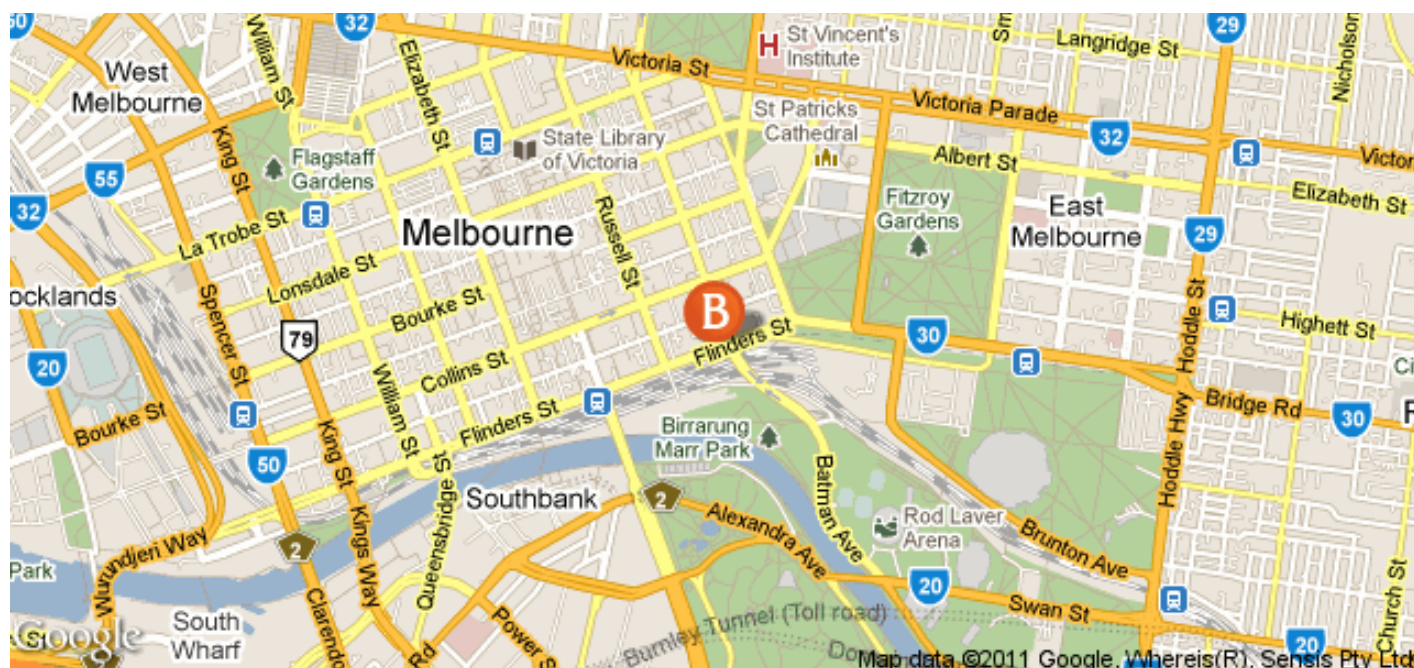 50
32
William St
Elizabeth St
Victoria St
H
St Vincent's
Institute
Langridge St
29
Nicholson
West
Melbourne
King St
Victoria Parade
32
St Patricks
Cathedral
State Library
of Victoria
Flagstaff
Gardens
55
32
Albert St
Victor
Elizabeth St
La Trobe St
Melbourne
Russell St
Fitzroy
Gardens
East
Melbourne
29
ocklands
Lonsdale St
Spencer St
Bourke St
79
B
Flinders St
30
Hoddle St
Highett St
20
Collins St
William St
Bourke St
Flinders St
Bridge Rd
30
Birrarung
Marr Park
50
King St
Queensbridge St
Southbank
2
Batman Ave
Alexandra Ave
Rod Laver
Arena
Hoddle Hwy
Brunton Ave
Wurundjeri Way
2
Kings Way
Park
20
Swan St
South
Wharf
Clarendo
Rd
Power St
Burnley Tunnel (Toll road)
Church St
20
St
Google
Map data ©2011 Google, Whereis(R), Sensis Pty Ltd